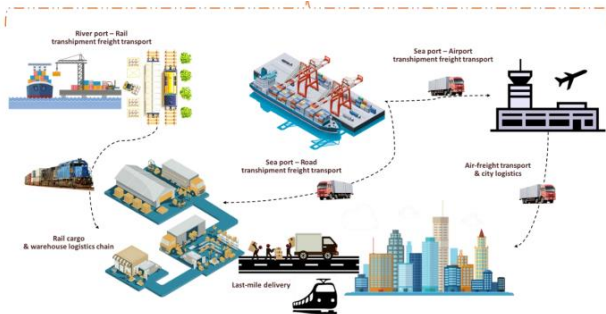 River port – Rail
transhipment freight transport
Sea port – Airport
transhipment freight transport
Sea port – Road
transhipment freight transport
Air-freight transport
& city logistics
Rail cargo
& warehouse logistics chain
Last-mile delivery